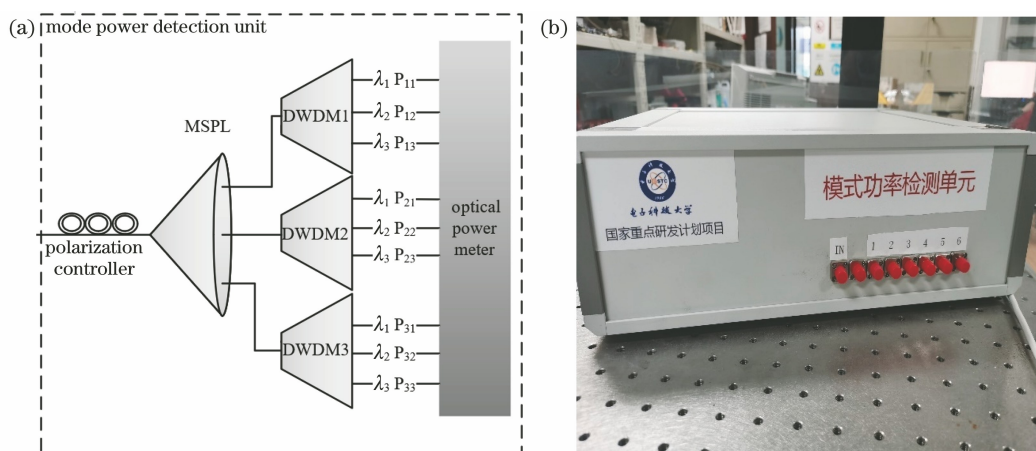 (a)
mode power detection unit
MSPL
polarization
controller
DWDM1
DWDM2
DWDM3
λ₁ P₁₁
λ₂ P₁₂
λ₃ P₁₃
λ₁ P₂₁
λ₂ P₂₂
λ₃ P₂₃
λ₁ P₃₁
λ₂ P₃₂
λ₃ P₃₃
optical
power
meter
(b)
电子科技大学
国家重点研发计划项目
模式功率检测单元
IN 1 2 3 4 5 6